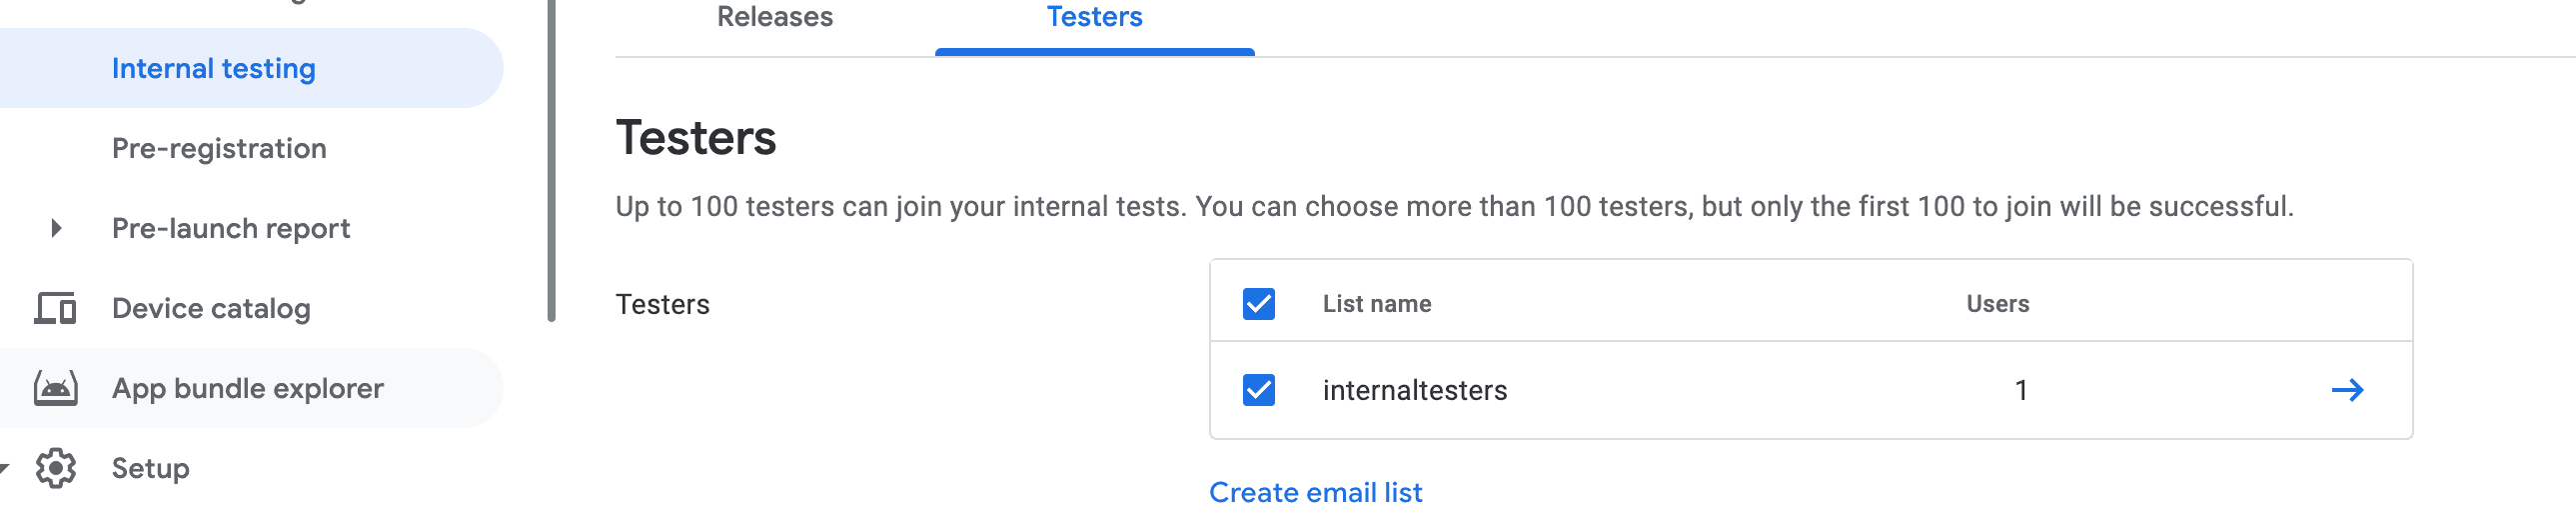 Releases
Testers
Internal testing
Pre-registration
Pre-launch report
Device catalog
App bundle explorer
Setup
Testers
Up to 100 testers can join your internal tests. You can choose more than 100 testers, but only the first 100 to join will be successful.
Testers
List name Users
internaltesters 1
Create email list